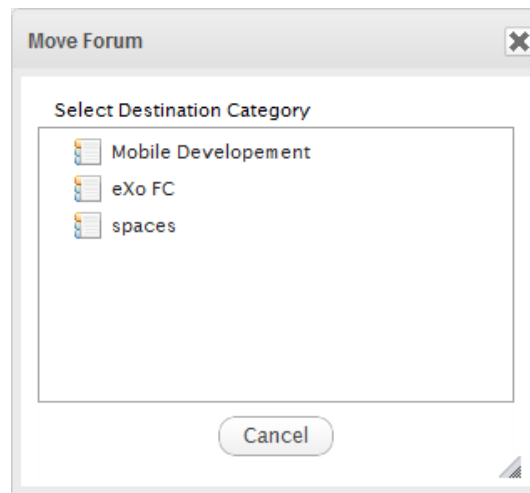 Move Forum
Select Destination Category
Mobile Developement
eXo FC
spaces
Cancel